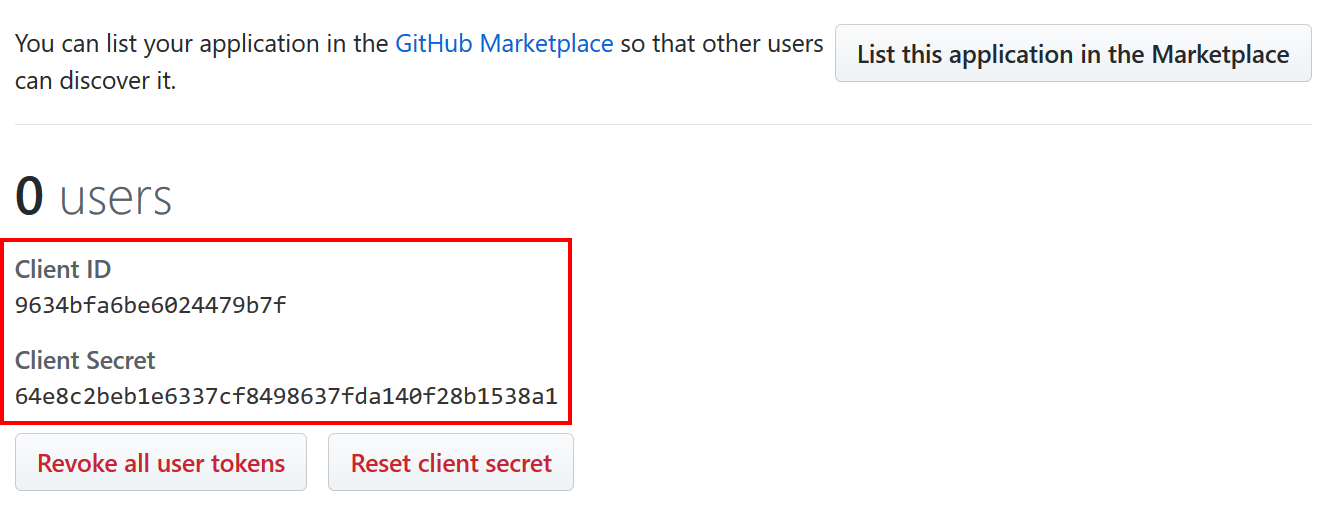 You can list your application in the GitHub Marketplace so that other users
can discover it.
List this application in the Marketplace
0 users
Client ID
9634bfa6be6024479b7f
Client Secret
64e8c2beb1e6337cf8498637fda140f28b1538a1
Revoke all user tokens
Reset client secret